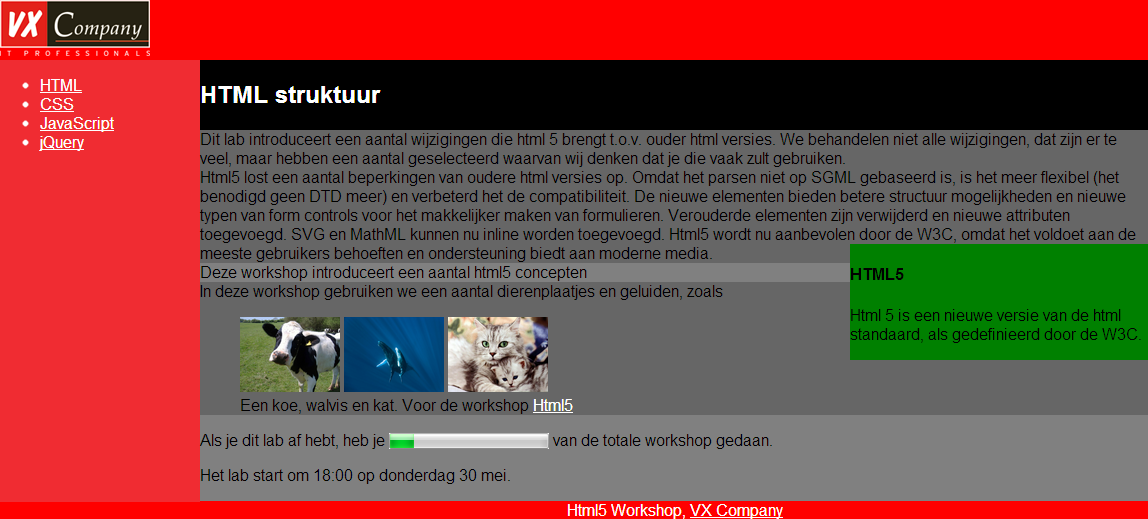 VX Company
IT PROFESSIONALS
HTML
CSS
JavaScript
jQuery
HTML struktuur
Dit lab introduceert een aantal wijzigingen die html 5 brengt t.o.v. ouder html versies. We behandelen niet alle wijzigingen, dat zijn er te
veel, maar hebben een aantal geselecteerd waarvan wij denken dat je die vaak zult gebruiken.
Html5 lost een aantal beperkingen van oudere html versies op. Omdat het parsen niet op SGML gebaseerd is, is het meer flexibel (het
benodigd geen DTD meer) en verbeterd het de compatibiliteit. De nieuwe elementen bieden betere structuur mogelijkheden en nieuwe
typen van form controls voor het makkelijker maken van formulieren. Verouderde elementen zijn verwijderd en nieuwe attributen
toegevoegd. SVG en MathML kunnen nu inline worden toegevoegd. Html5 wordt nu aanbevolen door de W3C, omdat het voldoet aan de
meeste gebruikers behoeften en ondersteuning biedt aan moderne media.
Deze workshop introduceert een aantal html5 concepten
In deze workshop gebruiken we een aantal dierenplaatjes en geluiden, zoals
HTML5
Html 5 is een nieuwe versie van de html
standaard, als gedefinieerd door de W3C.
Een koe, walvis en kat. Voor de workshop Html5
Als je dit lab af hebt, heb je van de totale workshop gedaan.
Het lab start om 18:00 op donderdag 30 mei.
Html5 Workshop, VX Company